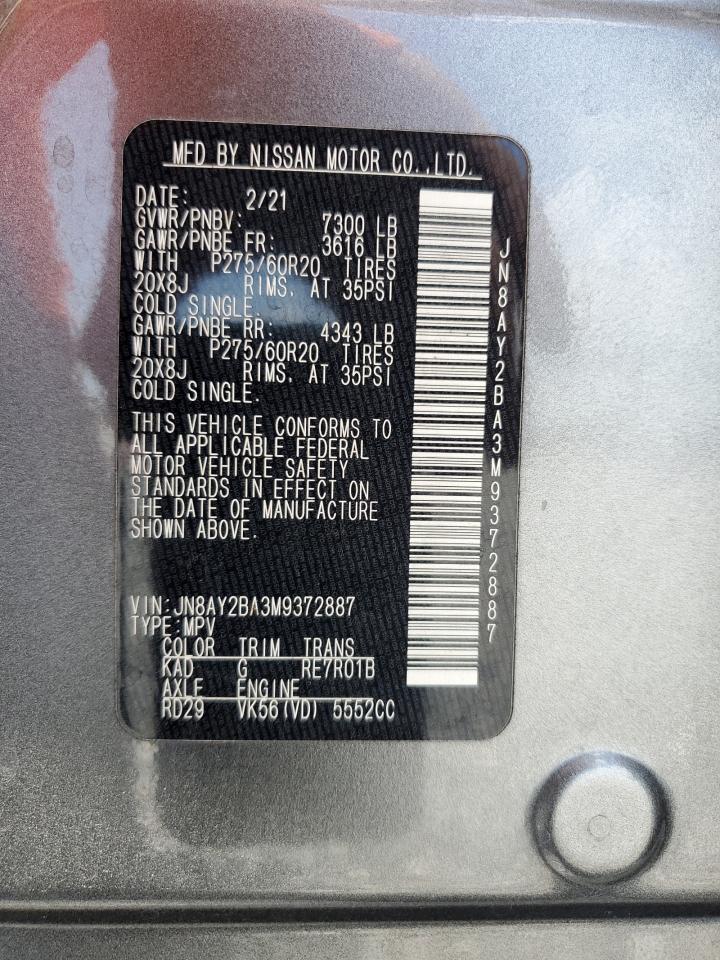 MFD BY NISSAN MOTOR CO.,LTD.
DATE: 2/21
GVWR/PNBV: 7300 LB
GAWR/PNBE FR: 3616 LB
WITH P275/60R20 TIRES
20X8J RIMS, AT 35PSI
COLD SINGLE.
GAWR/PNBE RR: 4343 LB
WITH P275/60R20 TIRES
20X8J RIMS, AT 35PSI
COLD SINGLE.
THIS VEHICLE CONFORMS TO
ALL APPLICABLE FEDERAL
MOTOR VEHICLE SAFETY
STANDARDS IN EFFECT ON
THE DATE OF MANUFACTURE
SHOWN ABOVE.
VIN:JN8AY2BA3M9372887
TYPE:MPV
COLOR TRIM TRANS
KAD G RE7R01B
AXLE ENGINE
RD29 VK56(VD) 5552CC
JN8AY2BA3M9372887